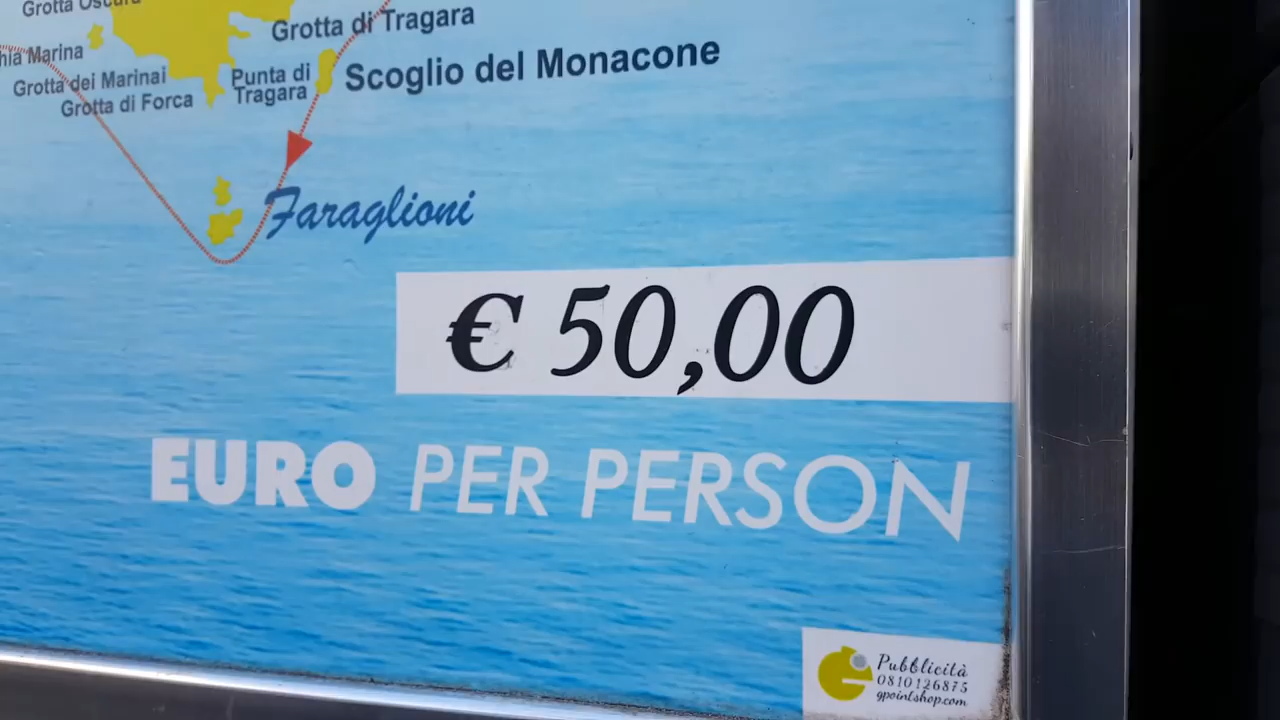 Grotta Oscura
Grotta di Tragara
Marina
Grotta dei Marinai
Punta di
Tragara
Scoglio del Monacone
Grotta di Forca
Faraglioni
€ 50,00
EURO PER PERSON
Pubblicità
0810126875
gpointshop.com